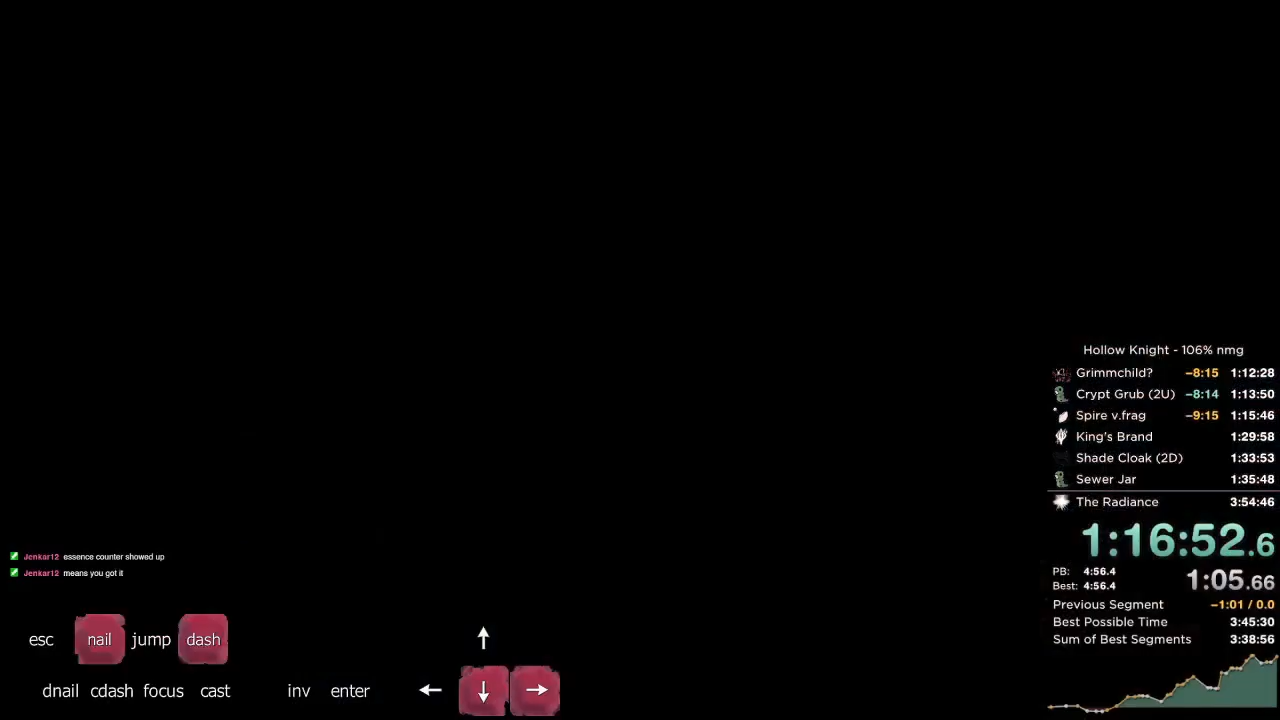 Hollow Knight - 106% nmg
Grimmchild? −8:15 1:12:28
Crypt Grub (2U) −8:14 1:13:50
Spire v.frag −9:15 1:15:46
King's Brand 1:29:58
Shade Cloak (2D) 1:33:53
Sewer Jar 1:35:48
The Radiance 3:54:46
1:16:52.6
PB: 4:56.4
Best: 4:56.4
1:05.66
Previous Segment −1:01 / 0.0
Best Possible Time 3:45:30
Sum of Best Segments 3:38:56
Jenkar12 essence counter showed up
Jenkar12 means you got it
esc nail jump dash ↑
dnail cdash focus cast inv enter ← ↓ →